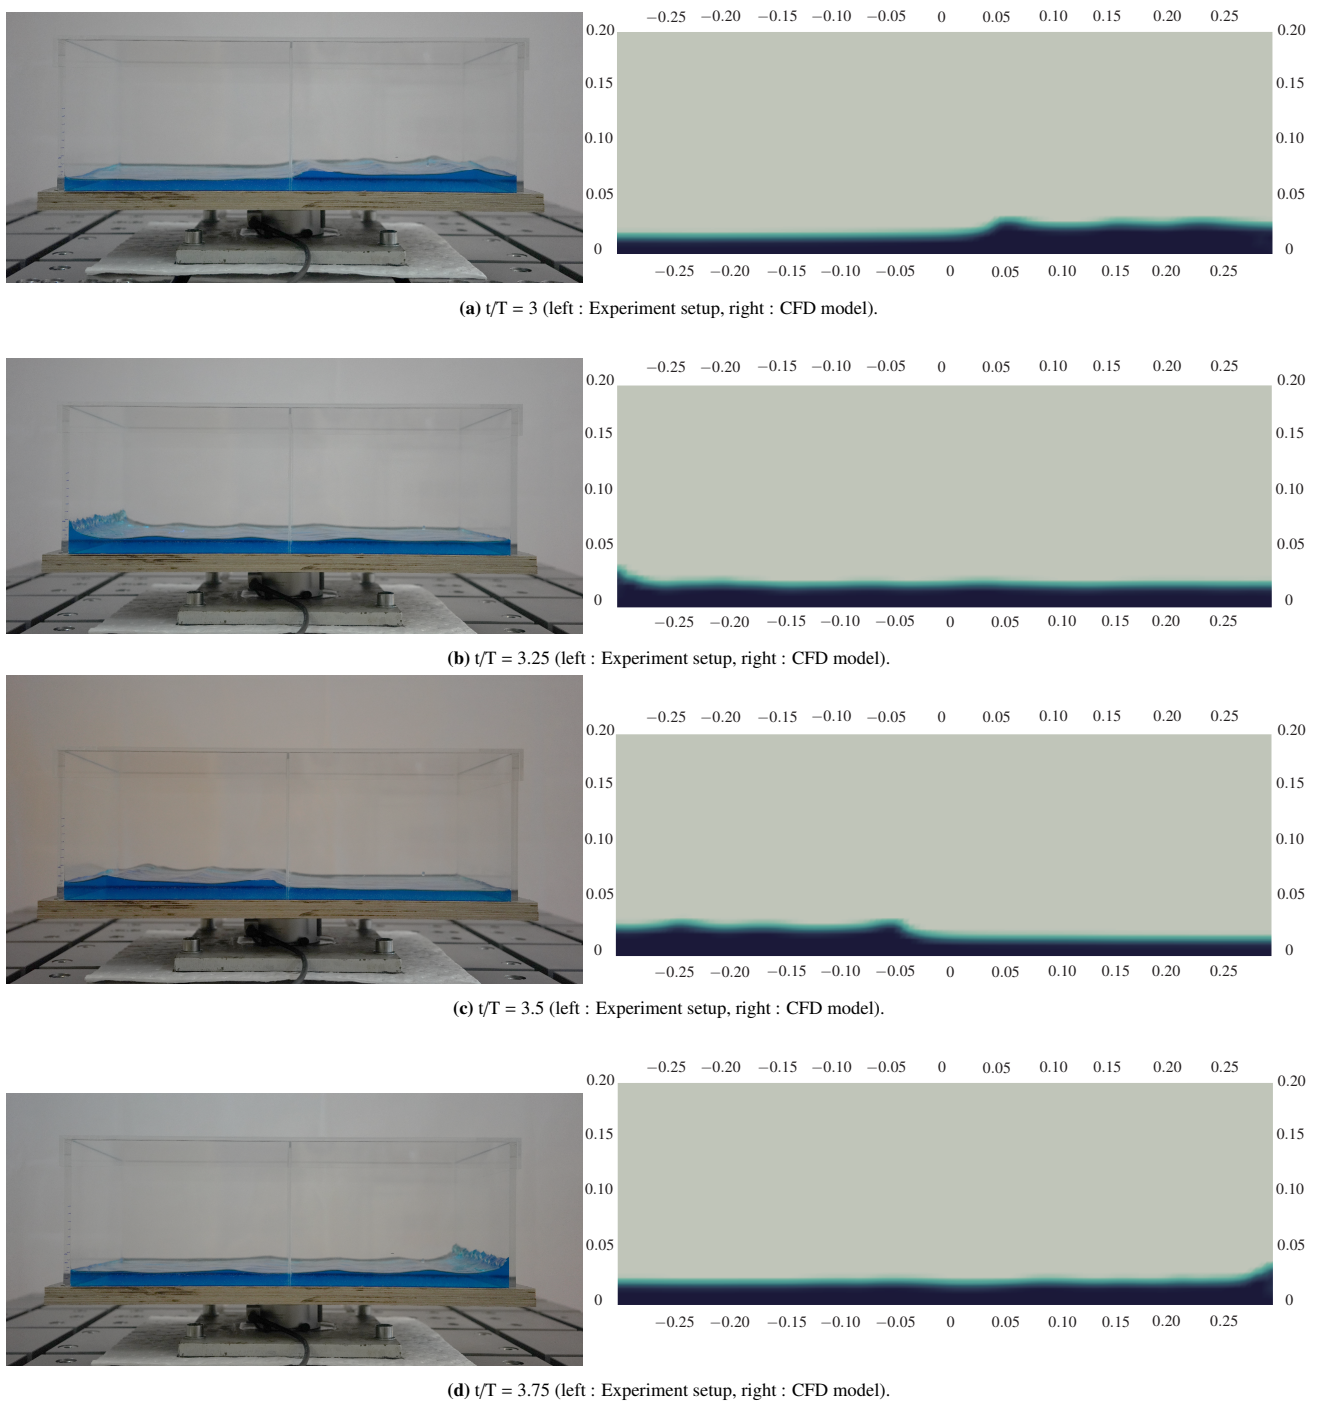 −0.25 −0.20 −0.15 −0.10 −0.05 0 0.05 0.10 0.15 0.20 0.25
0.20 0.20
0.15 0.15
0.10 0.10
0.05 0.05
0 0
−0.25 −0.20 −0.15 −0.10 −0.05 0 0.05 0.10 0.15 0.20 0.25
(a) t/T = 3 (left : Experiment setup, right : CFD model).
−0.25 −0.20 −0.15 −0.10 −0.05 0 0.05 0.10 0.15 0.20 0.25
0.20 0.20
0.15 0.15
0.10 0.10
0.05 0.05
0 0
−0.25 −0.20 −0.15 −0.10 −0.05 0 0.05 0.10 0.15 0.20 0.25
(b) t/T = 3.25 (left : Experiment setup, right : CFD model).
−0.25 −0.20 −0.15 −0.10 −0.05 0 0.05 0.10 0.15 0.20 0.25
0.20 0.20
0.15 0.15
0.10 0.10
0.05 0.05
0 0
−0.25 −0.20 −0.15 −0.10 −0.05 0 0.05 0.10 0.15 0.20 0.25
(c) t/T = 3.5 (left : Experiment setup, right : CFD model).
−0.25 −0.20 −0.15 −0.10 −0.05 0 0.05 0.10 0.15 0.20 0.25
0.20 0.20
0.15 0.15
0.10 0.10
0.05 0.05
0 0
−0.25 −0.20 −0.15 −0.10 −0.05 0 0.05 0.10 0.15 0.20 0.25
(d) t/T = 3.75 (left : Experiment setup, right : CFD model).